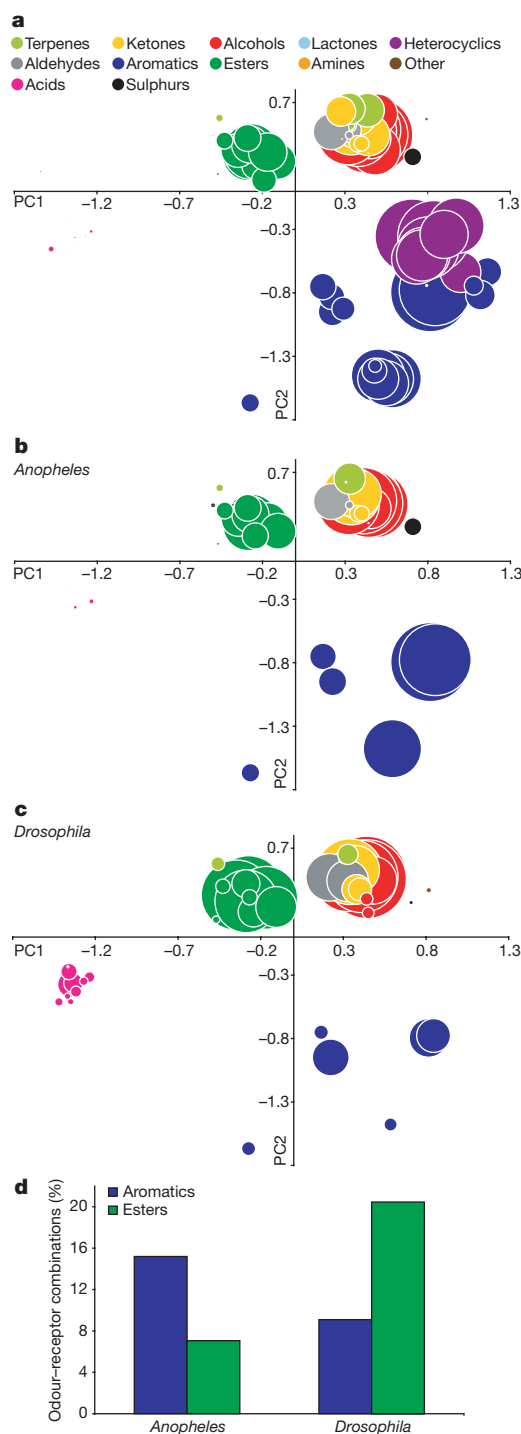 a
Terpenes Ketones Alcohols Lactones Heterocyclics
Aldehydes Aromatics Esters Amines Other
Acids Sulphurs
0.7
PC1 −1.2 −0.7 −0.2 0.3 0.8 1.3
−0.3
−0.8
−1.3
PC2
b
Anopheles
0.7
PC1 −1.2 −0.7 −0.2 0.3 0.8 1.3
−0.3
−0.8
−1.3
PC2
c
Drosophila
0.7
PC1 −1.2 −0.7 −0.2 0.3 0.8 1.3
−0.3
−0.8
−1.3
PC2
d
Aromatics
Esters
Odour–receptor combinations (%)
20
16
12
8
4
0
Anopheles Drosophila